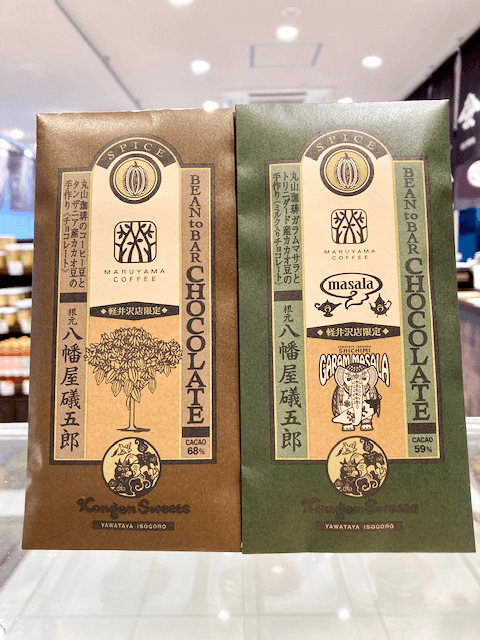 SPICE
丸山珈琲のコーヒー豆と
タンザニア産カカオ豆の
手作り〈チョコレート〉
BEAN to BAR CHOCOLATE
MARUYAMA
COFFEE
軽井沢店限定
根元 八幡屋礒五郎
CACAO
68%
Kongen Sweets
YAWATAYA ISOGORO
SPICE
丸山珈琲ガラムマサラと
トリニダード産カカオ豆の
手作り〈ミルク入りチョコレート〉
BEAN to BAR CHOCOLATE
MARUYAMA
COFFEE
masala?
軽井沢店限定
根元 八幡屋礒五郎
SHICHIMI
GARAM MASALA
CACAO
59%
Kongen Sweets
YAWATAYA ISOGORO